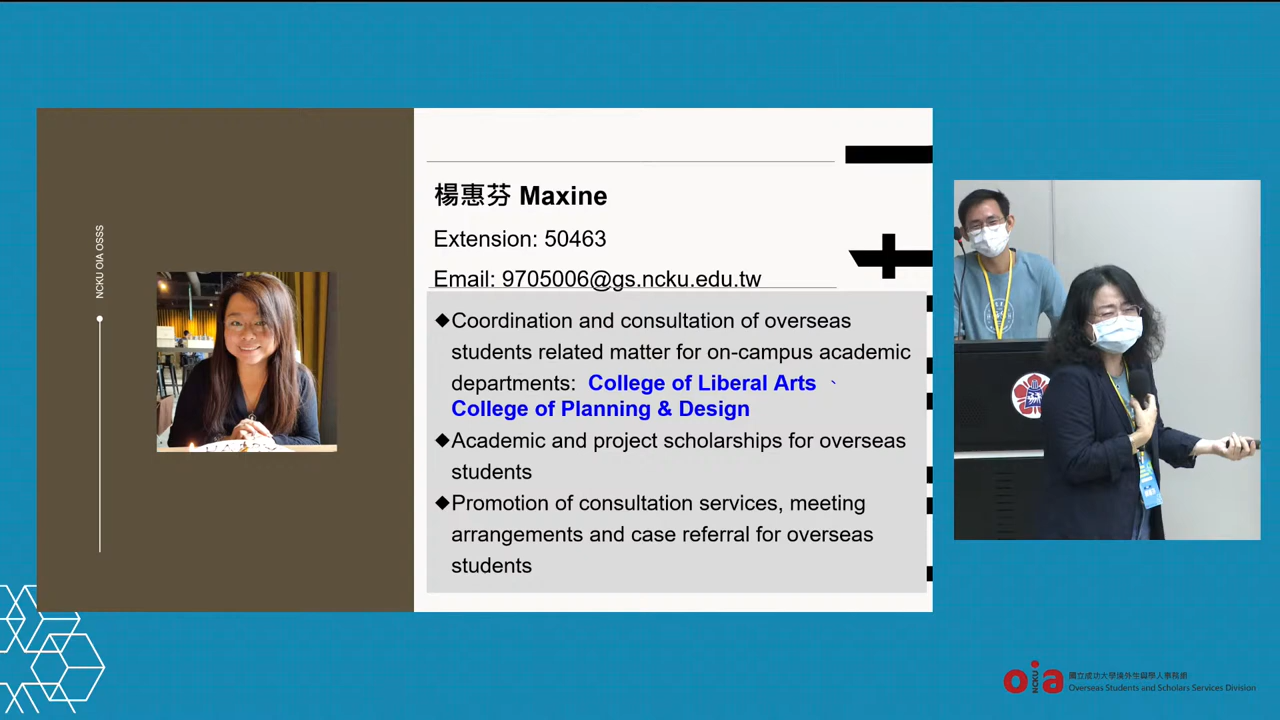 NCKU OIA OSSS
楊惠芬 Maxine
Extension: 50463
Email: 9705006@gs.ncku.edu.tw
◆Coordination and consultation of overseas
students related matter for on-campus academic
departments: College of Liberal Arts 、
College of Planning & Design
◆Academic and project scholarships for overseas
students
◆Promotion of consultation services, meeting
arrangements and case referral for overseas
students
NCKU oia
國立成功大學境外生暨學人事務組
Overseas Students and Scholars Services Division